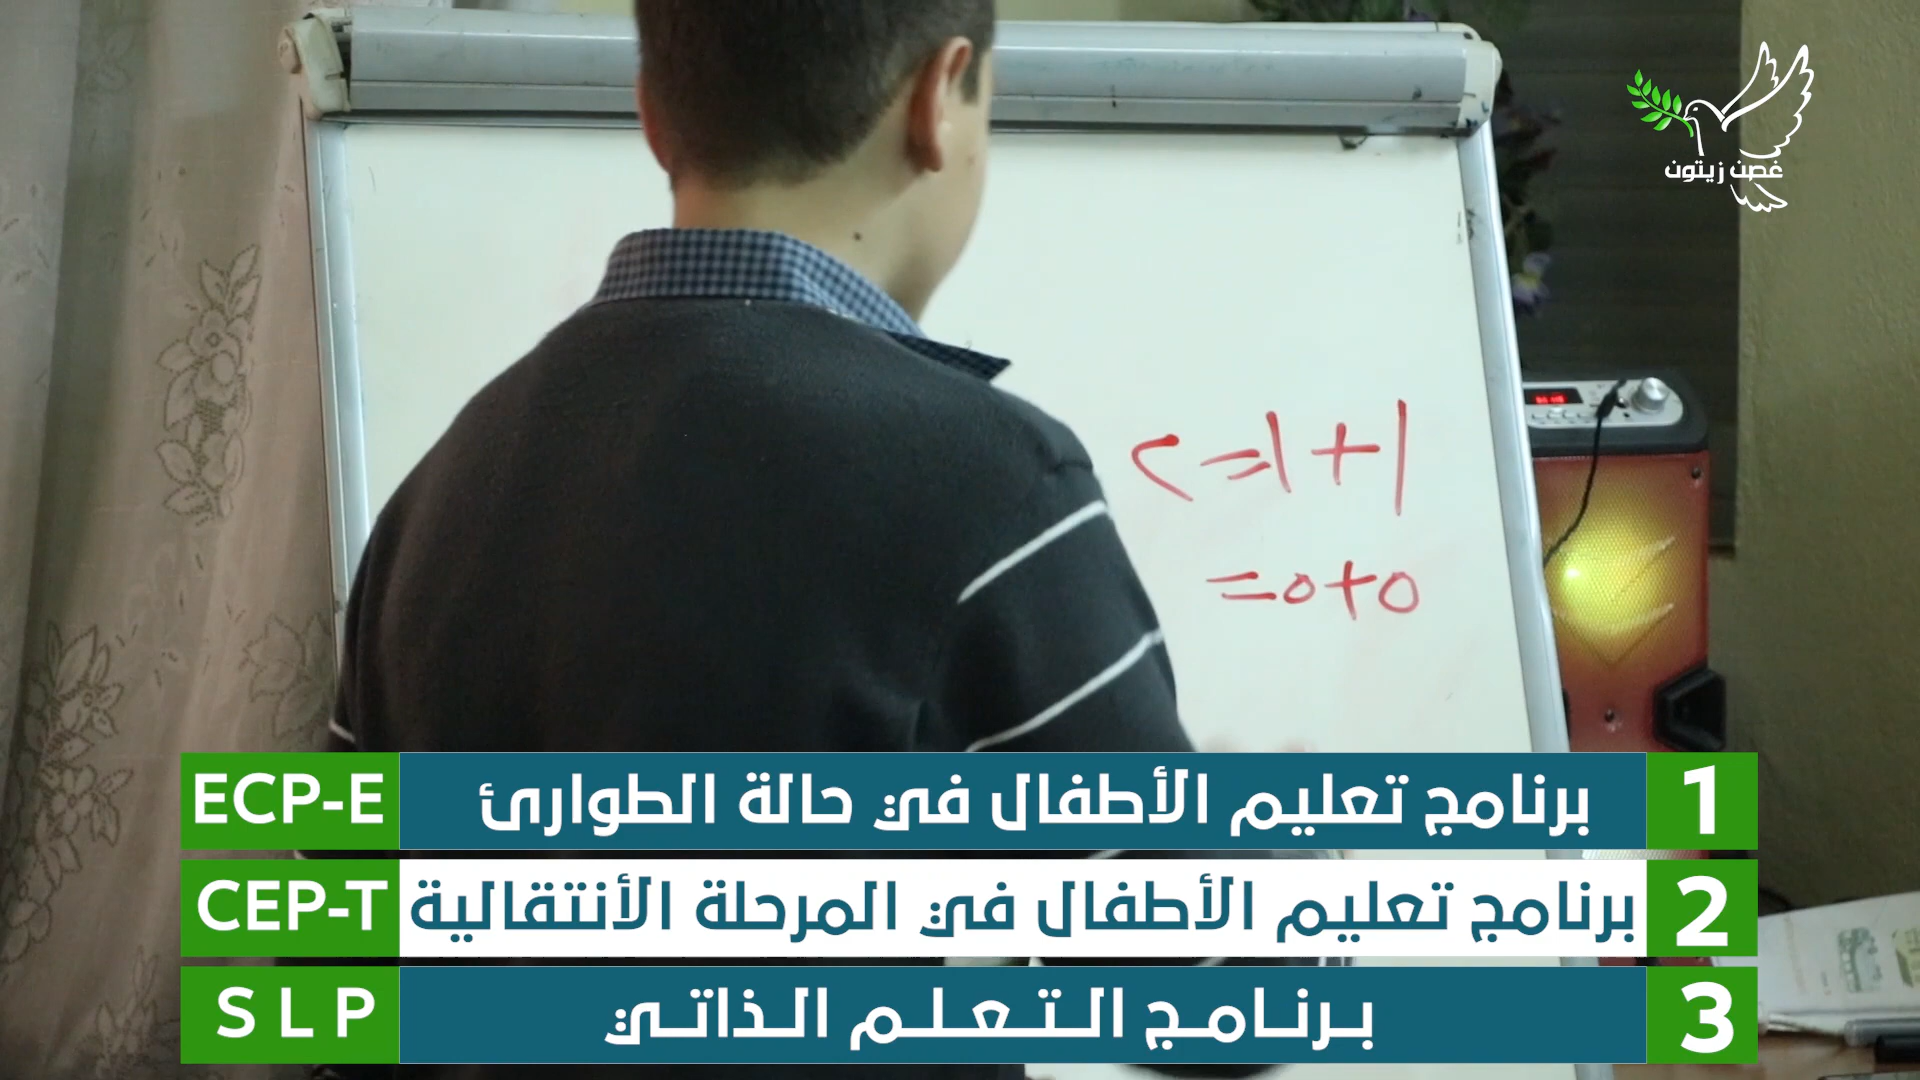 غصن زيتون
١+١=٢
٥+٥=
1 برنامج تعليم الأطفال في حالة الطوارئ ECP-E
2 برنامج تعليم الأطفال في المرحلة الأنتقالية CEP-T
3 برنامج التعلم الذاتي SLP